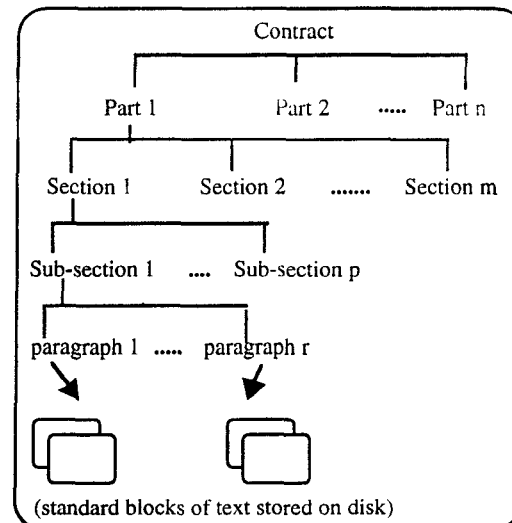 Contract
Part 1 Part 2 ..... Part n
Section 1 Section 2 ....... Section m
Sub-section 1 .... Sub-section p
paragraph 1 ..... paragraph r
(standard blocks of text stored on disk)